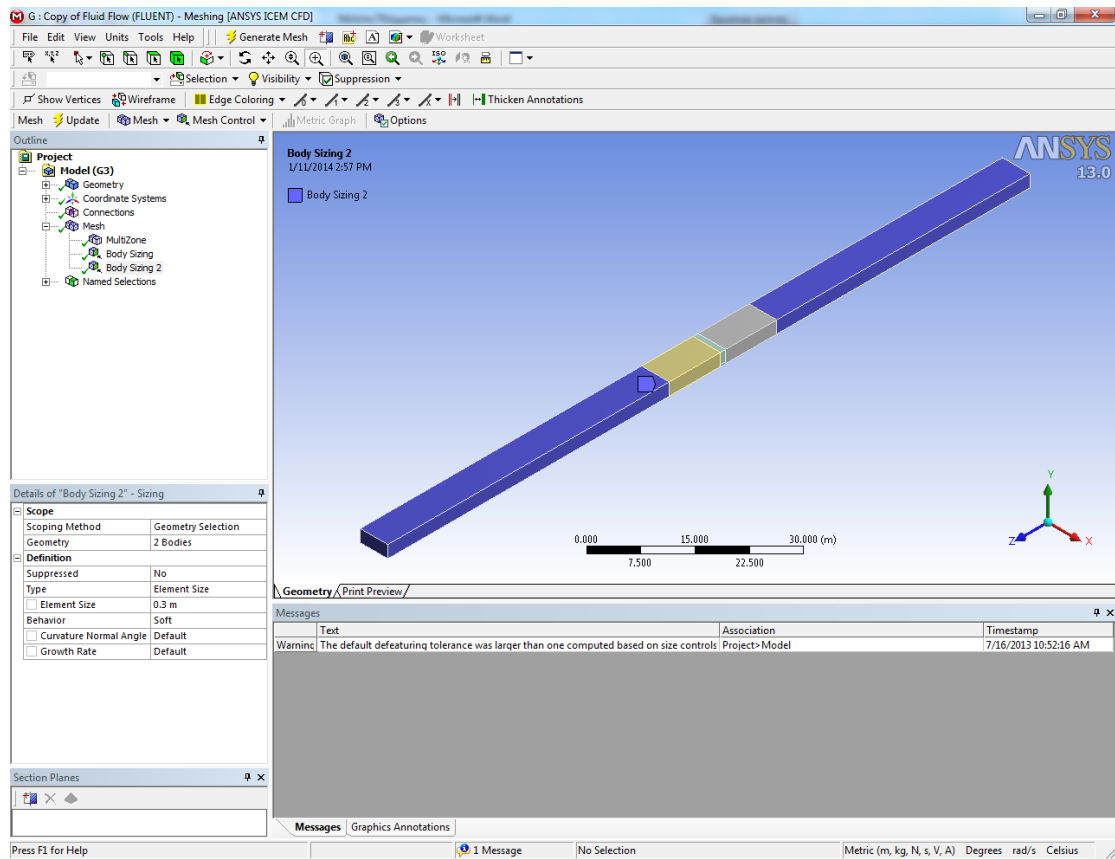 G : Copy of Fluid Flow (FLUENT) - Meshing [ANSYS ICEM CFD]
File Edit View Units Tools Help Generate Mesh Worksheet
Selection Visibility Suppression
Show Vertices Wireframe Edge Coloring Thicken Annotations
Mesh Update Mesh Mesh Control Metric Graph Options
Outline
Project
Model (G3)
Geometry
Coordinate Systems
Connections
Mesh
MultiZone
Body Sizing
Body Sizing 2
Named Selections
Body Sizing 2
1/11/2014 2:57 PM
Body Sizing 2
ANSYS
13.0
0.000 15.000 30.000 (m)
7.500 22.500
Y
Z X
Geometry Print Preview
Details of "Body Sizing 2" - Sizing
Scope
Scoping Method Geometry Selection
Geometry 2 Bodies
Definition
Suppressed No
Type Element Size
Element Size 0.3 m
Behavior Soft
Curvature Normal Angle Default
Growth Rate Default
Messages
Text Association Timestamp
Warning The default defeaturing tolerance was larger than one computed based on size controls Project>Model 7/16/2013 10:52:16 AM
Section Planes
Messages Graphics Annotations
Press F1 for Help 1 Message No Selection Metric (m, kg, N, s, V, A) Degrees rad/s Celsius